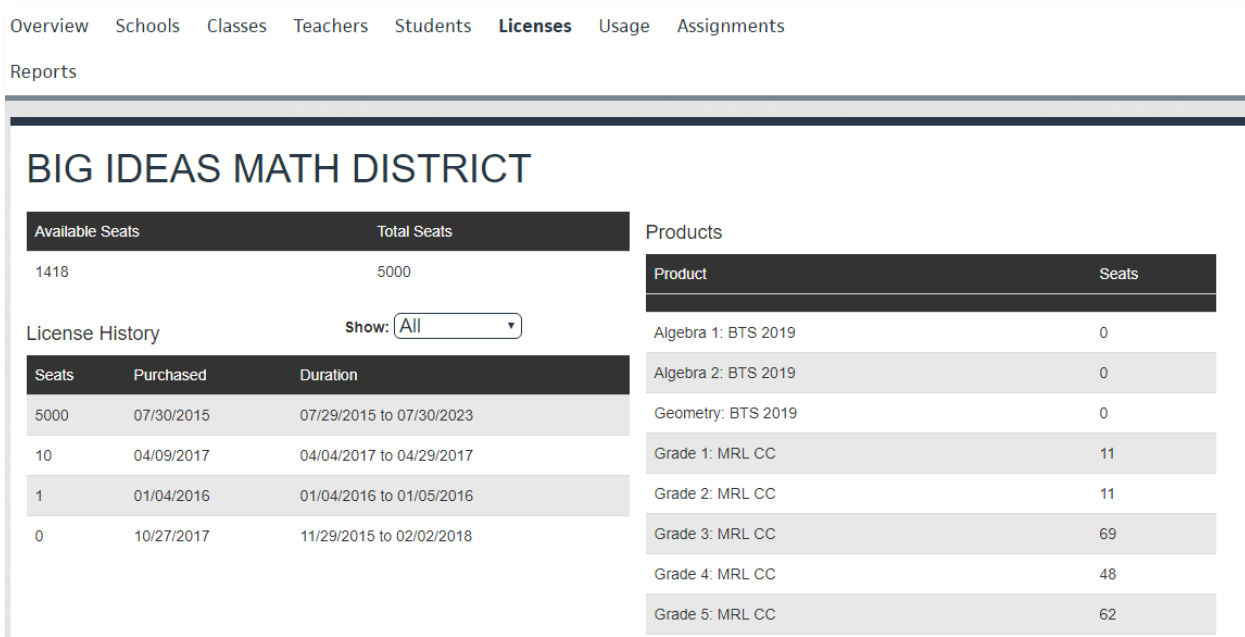 Overview Schools Classes Teachers Students Licenses Usage Assignments
Reports
BIG IDEAS MATH DISTRICT
Available Seats Total Seats
1418 5000
License History Show: All
Seats Purchased Duration
5000 07/30/2015 07/29/2015 to 07/30/2023
10 04/09/2017 04/04/2017 to 04/29/2017
1 01/04/2016 01/04/2016 to 01/05/2016
0 10/27/2017 11/29/2015 to 02/02/2018
Products
Product Seats
Algebra 1: BTS 2019 0
Algebra 2: BTS 2019 0
Geometry: BTS 2019 0
Grade 1: MRL CC 11
Grade 2: MRL CC 11
Grade 3: MRL CC 69
Grade 4: MRL CC 48
Grade 5: MRL CC 62